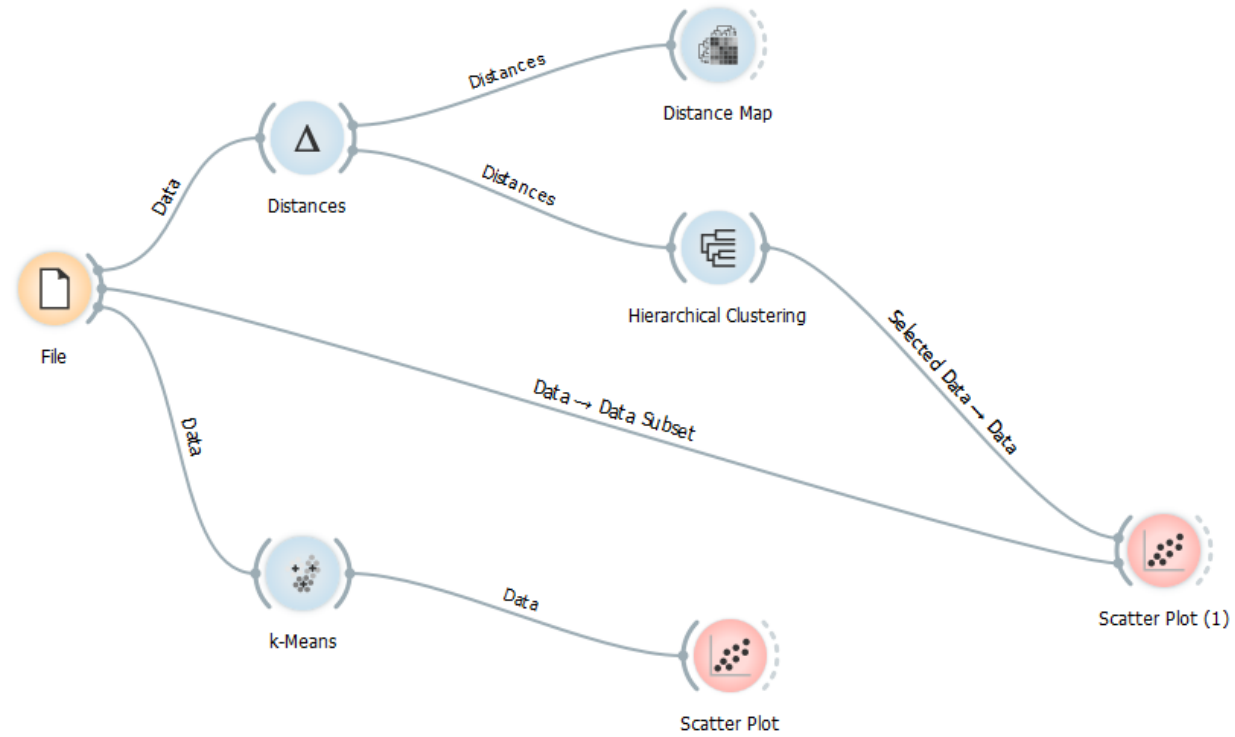 Distances
Distance Map
Δ
Data
Distances
Distances
Hierarchical Clustering
File
Selected Data → Data
Data → Data Subset
Data
k-Means
Data
Scatter Plot (1)
Scatter Plot